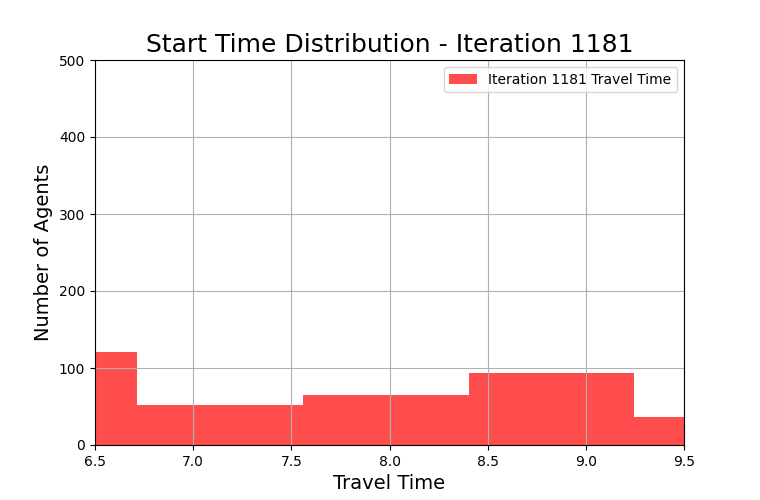 Start Time Distribution - Iteration 1181
500
400
300
200
100
0
Number of Agents
Iteration 1181 Travel Time
6.5 7.0 7.5 8.0 8.5 9.0 9.5
Travel Time